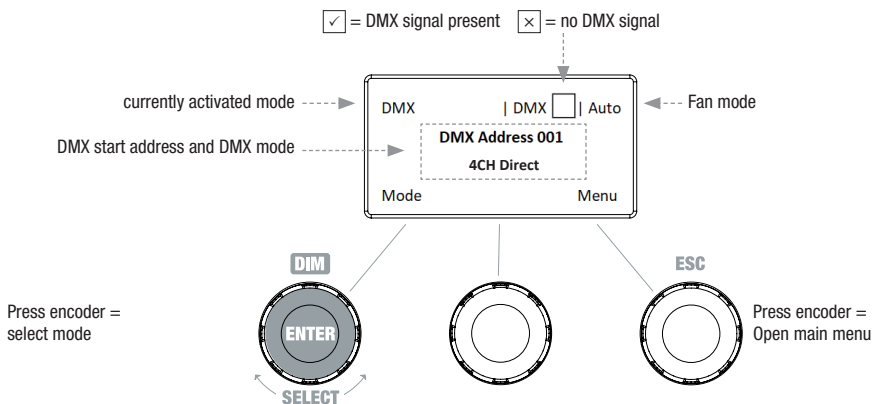 ✓ = DMX signal present × = no DMX signal
currently activated mode
DMX | DMX | Auto
Fan mode
DMX start address and DMX mode
DMX Address 001
4CH Direct
Mode Menu
DIM
ESC
Press encoder =
select mode
ENTER
Press encoder =
Open main menu
SELECT